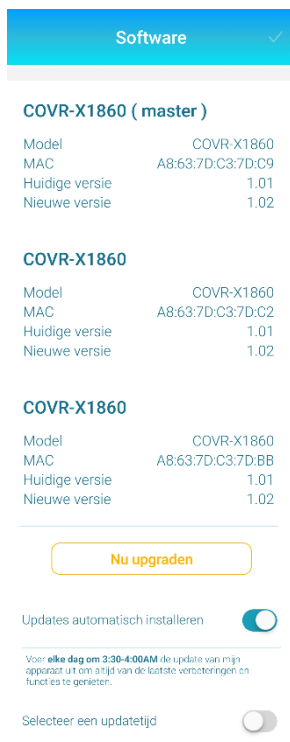 Software
COVR-X1860 ( master )
Model COVR-X1860
MAC A8:63:7D:C3:7D:C9
Huidige versie 1.01
Nieuwe versie 1.02
COVR-X1860
Model COVR-X1860
MAC A8:63:7D:C3:7D:C2
Huidige versie 1.01
Nieuwe versie 1.02
COVR-X1860
Model COVR-X1860
MAC A8:63:7D:C3:7D:BB
Huidige versie 1.01
Nieuwe versie 1.02
Nu upgraden
Updates automatisch installeren
Voer elke dag om 3:30-4:00AM de update van mijn
apparaat uit om altijd van de laatste verbeteringen en
functies te genieten.
Selecteer een updatetijd